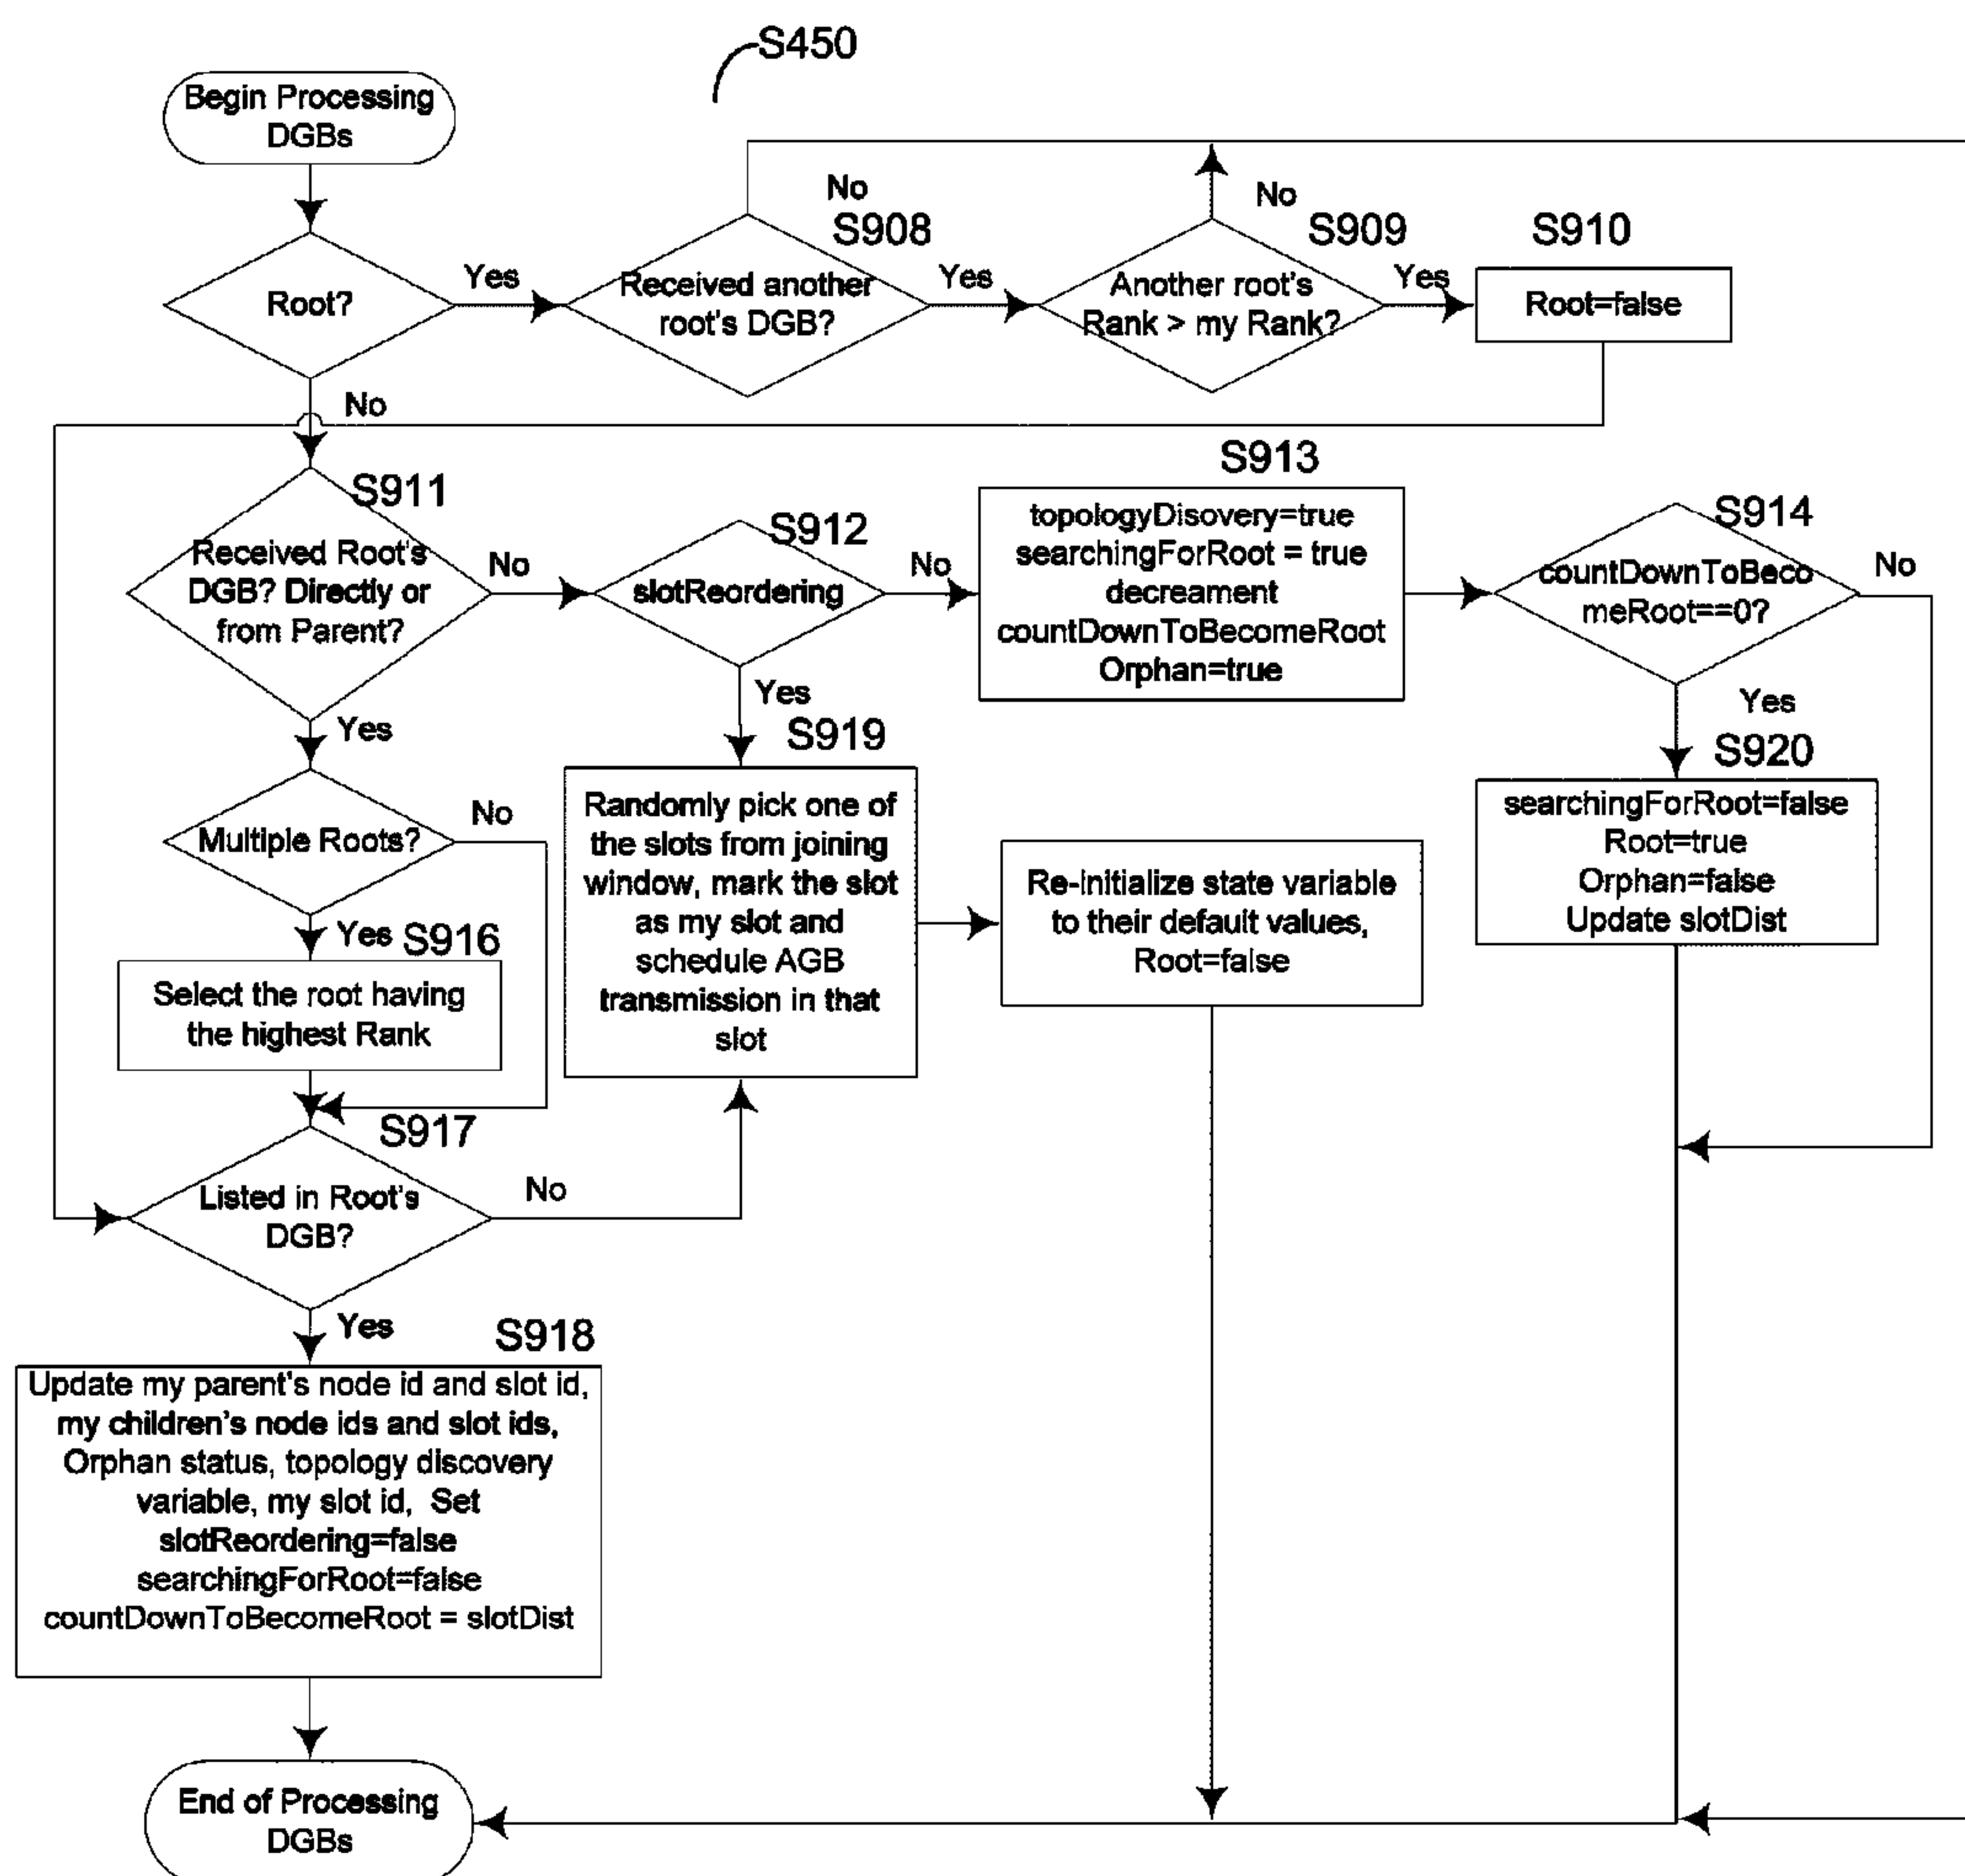 S450
Begin Processing
DGBs
Root?
Yes
No
S908
Received another
root's DGB?
Yes
No
S909
Another root's
Rank > my Rank?
Yes
S910
Root=false
No
S911
Received Root's
DGB? Directly or
from Parent?
No
S912
slotReordering
No
S913
topologyDisovery=true
searchingForRoot = true
decreament
countDownToBecomeRoot
Orphan=true
S914
countDownToBeco
meRoot==0?
No
Yes
Multiple Roots?
No
Yes
S916
Select the root having
the highest Rank
Yes
S919
Randomly pick one of
the slots from joining
window, mark the slot
as my slot and
schedule AGB
transmission in that
slot
Re-Initialize state variable
to their default values,
Root=false
Yes
S920
searchingForRoot=false
Root=true
Orphan=false
Update slotDist
S917
Listed in Root's
DGB?
No
Yes
S918
Update my parent's node id and slot id,
my children's node ids and slot ids,
Orphan status, topology discovery
variable, my slot id, Set
slotReordering=false
searchingForRoot=false
countDownToBecomeRoot = slotDist
End of Processing
DGBs